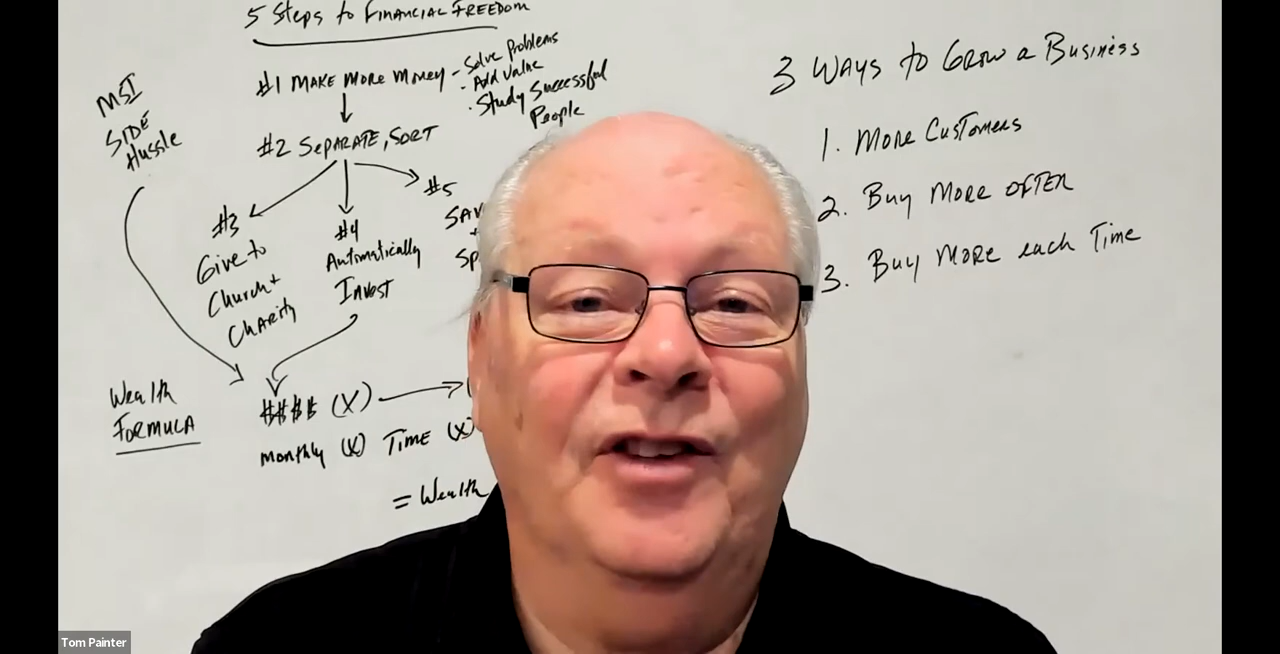 5 Steps to Financial Freedom
MSI
SIDE
Hussle
#1 Make More Money
- Solve Problems
- Add Value
- Study Successful
People
#2 Separate, Sort
#3
Give to
Church +
Charity
#4
Automatically
Invest
#5
Wealth
Formula
$$$$ (X)
monthly (X) Time (X)
= Wealth
3 Ways to Grow a Business
1. More Customers
2. Buy More OFTEN
3. Buy More each Time
Tom Painter